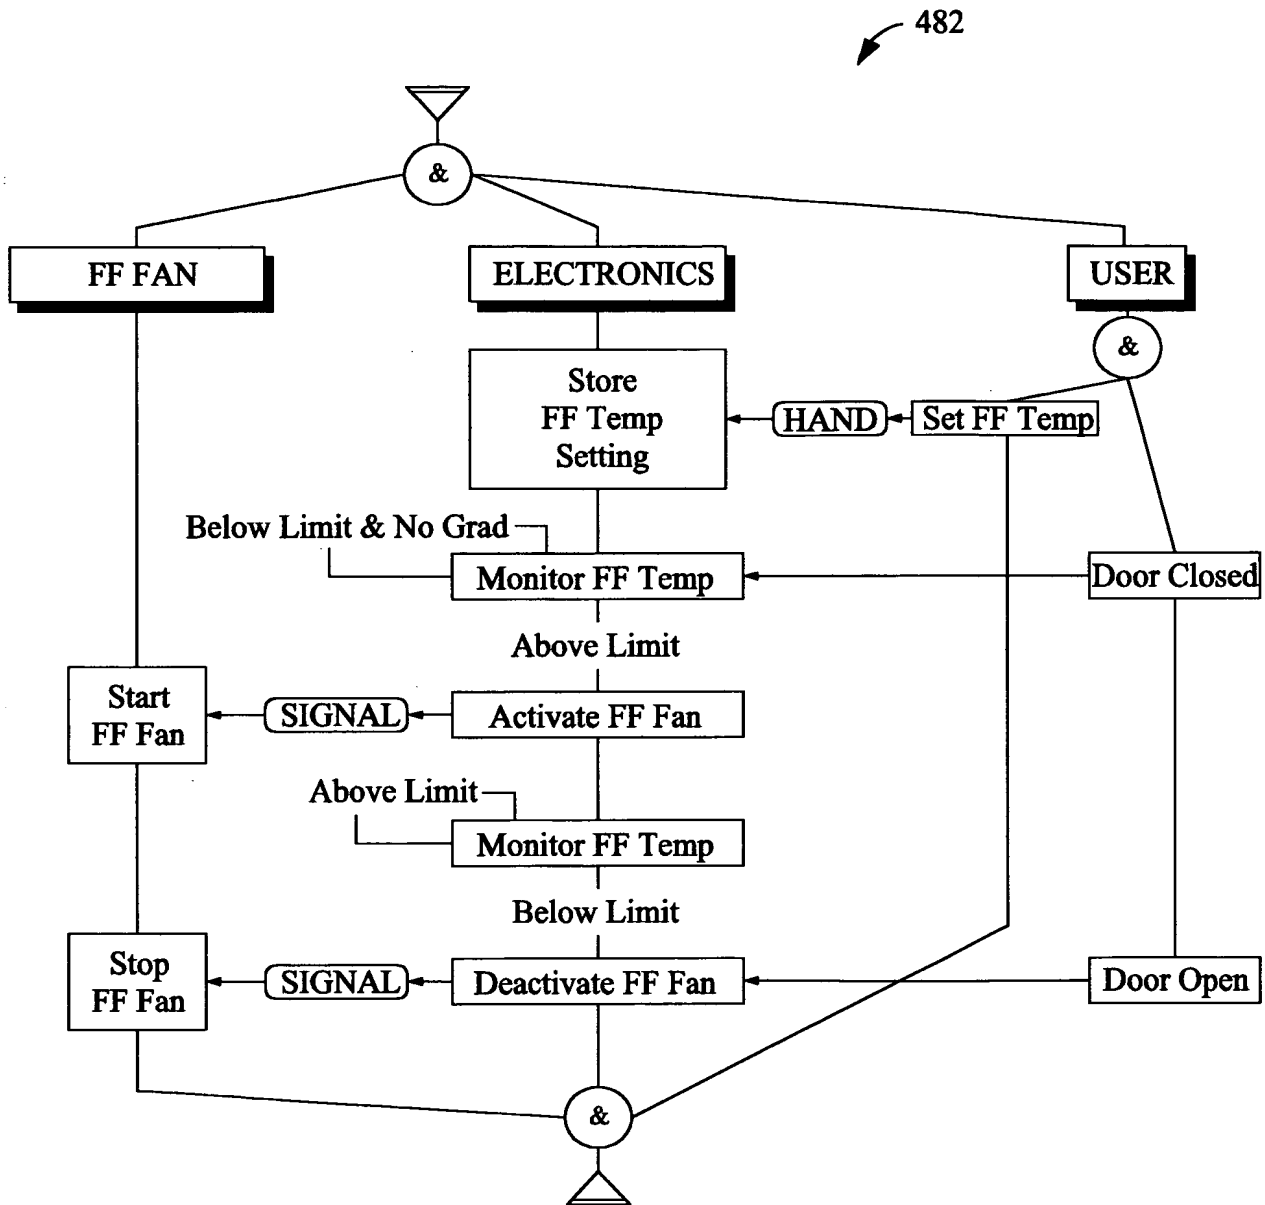 482
&
FF FAN
ELECTRONICS
USER
&
Store
FF Temp
Setting
HAND
Set FF Temp
Below Limit & No Grad
Monitor FF Temp
Door Closed
Above Limit
Start
FF Fan
SIGNAL
Activate FF Fan
Above Limit
Monitor FF Temp
Below Limit
Stop
FF Fan
SIGNAL
Deactivate FF Fan
Door Open
&